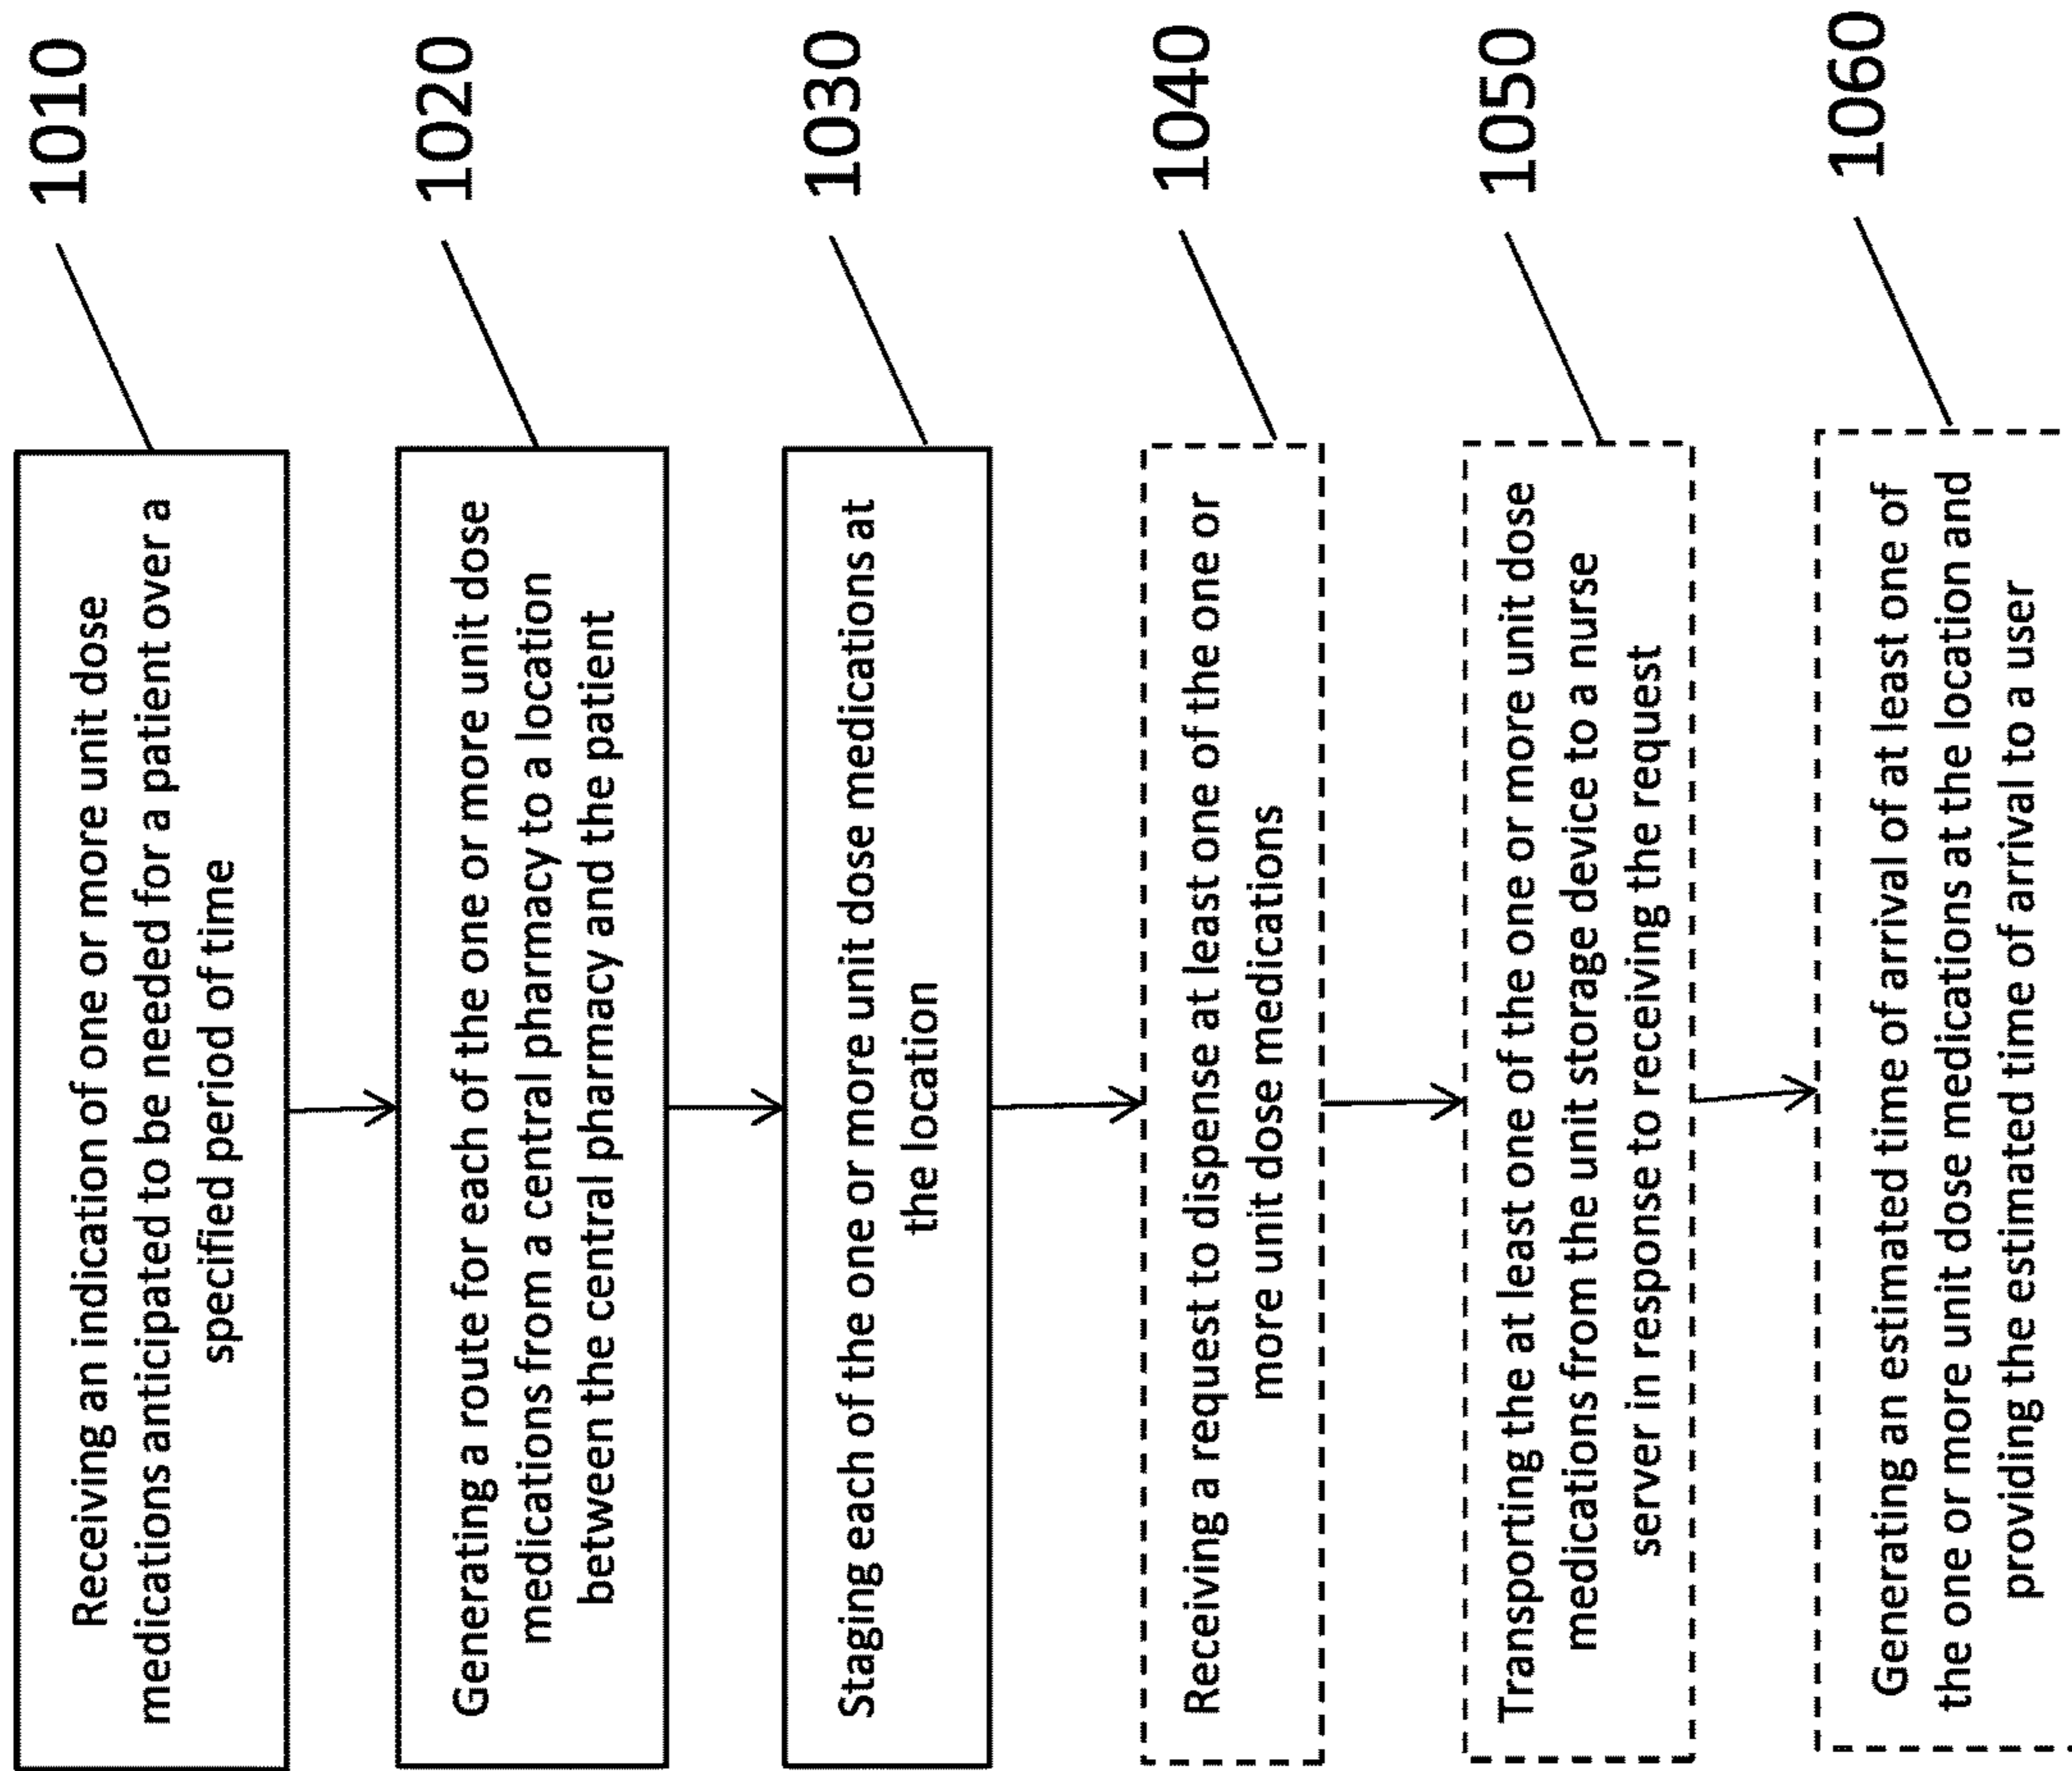 Receiving an indication of one or more unit dose
medications anticipated to be needed for a patient over a
specified period of time
1010
Generating a route for each of the one or more unit dose
medications from a central pharmacy to a location
between the central pharmacy and the patient
1020
Staging each of the one or more unit dose medications at
the location
1030
Receiving a request to dispense at least one of the one or
more unit dose medications
1040
Transporting the at least one of the one or more unit dose
medications from the unit storage device to a nurse
server in response to receiving the request
1050
Generating an estimated time of arrival of at least one of
the one or more unit dose medications at the location and
providing the estimated time of arrival to a user
1060